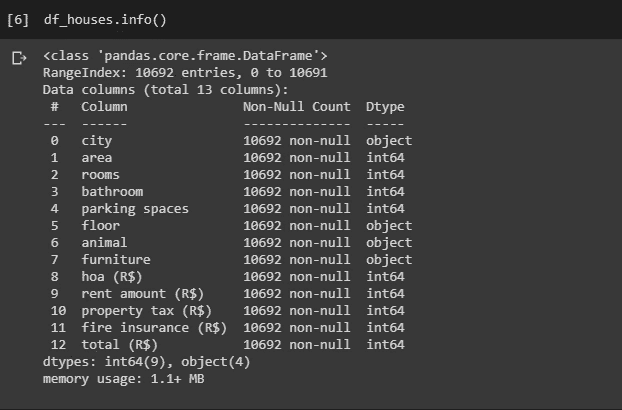 [6] df_houses.info()
<class 'pandas.core.frame.DataFrame'>
RangeIndex: 10692 entries, 0 to 10691
Data columns (total 13 columns):
 #   Column               Non-Null Count  Dtype
---  ------               --------------  -----
 0   city                 10692 non-null  object
 1   area                 10692 non-null  int64
 2   rooms                10692 non-null  int64
 3   bathroom             10692 non-null  int64
 4   parking spaces       10692 non-null  int64
 5   floor                10692 non-null  object
 6   animal               10692 non-null  object
 7   furniture            10692 non-null  object
 8   hoa (R$)             10692 non-null  int64
 9   rent amount (R$)     10692 non-null  int64
 10  property tax (R$)    10692 non-null  int64
 11  fire insurance (R$)  10692 non-null  int64
 12  total (R$)           10692 non-null  int64
dtypes: int64(9), object(4)
memory usage: 1.1+ MB